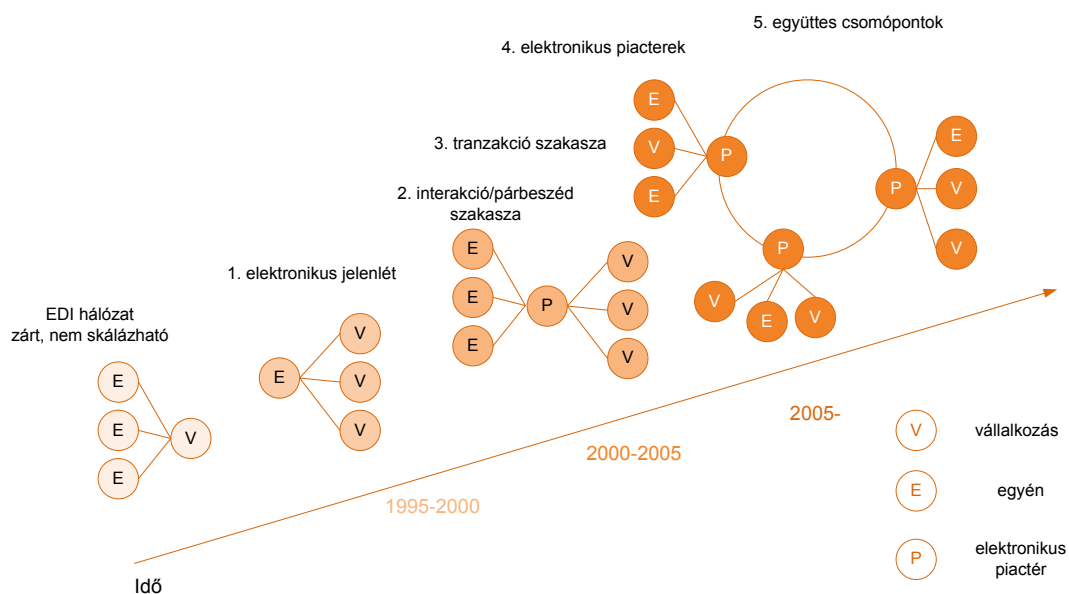 5. együttes csomópontok
4. elektronikus piacterek
E
V
E
P
E
V
V
P
P
V
E
V
3. tranzakció szakasza
2. interakció/párbeszéd
szakasza
E
E
E
P
V
V
V
1. elektronikus jelenlét
E
V
V
V
EDI hálózat
zárt, nem skálázható
E
E
E
V
1995-2000
2000-2005
2005-
Idő
V vállalkozás
E egyén
P elektronikus
piactér